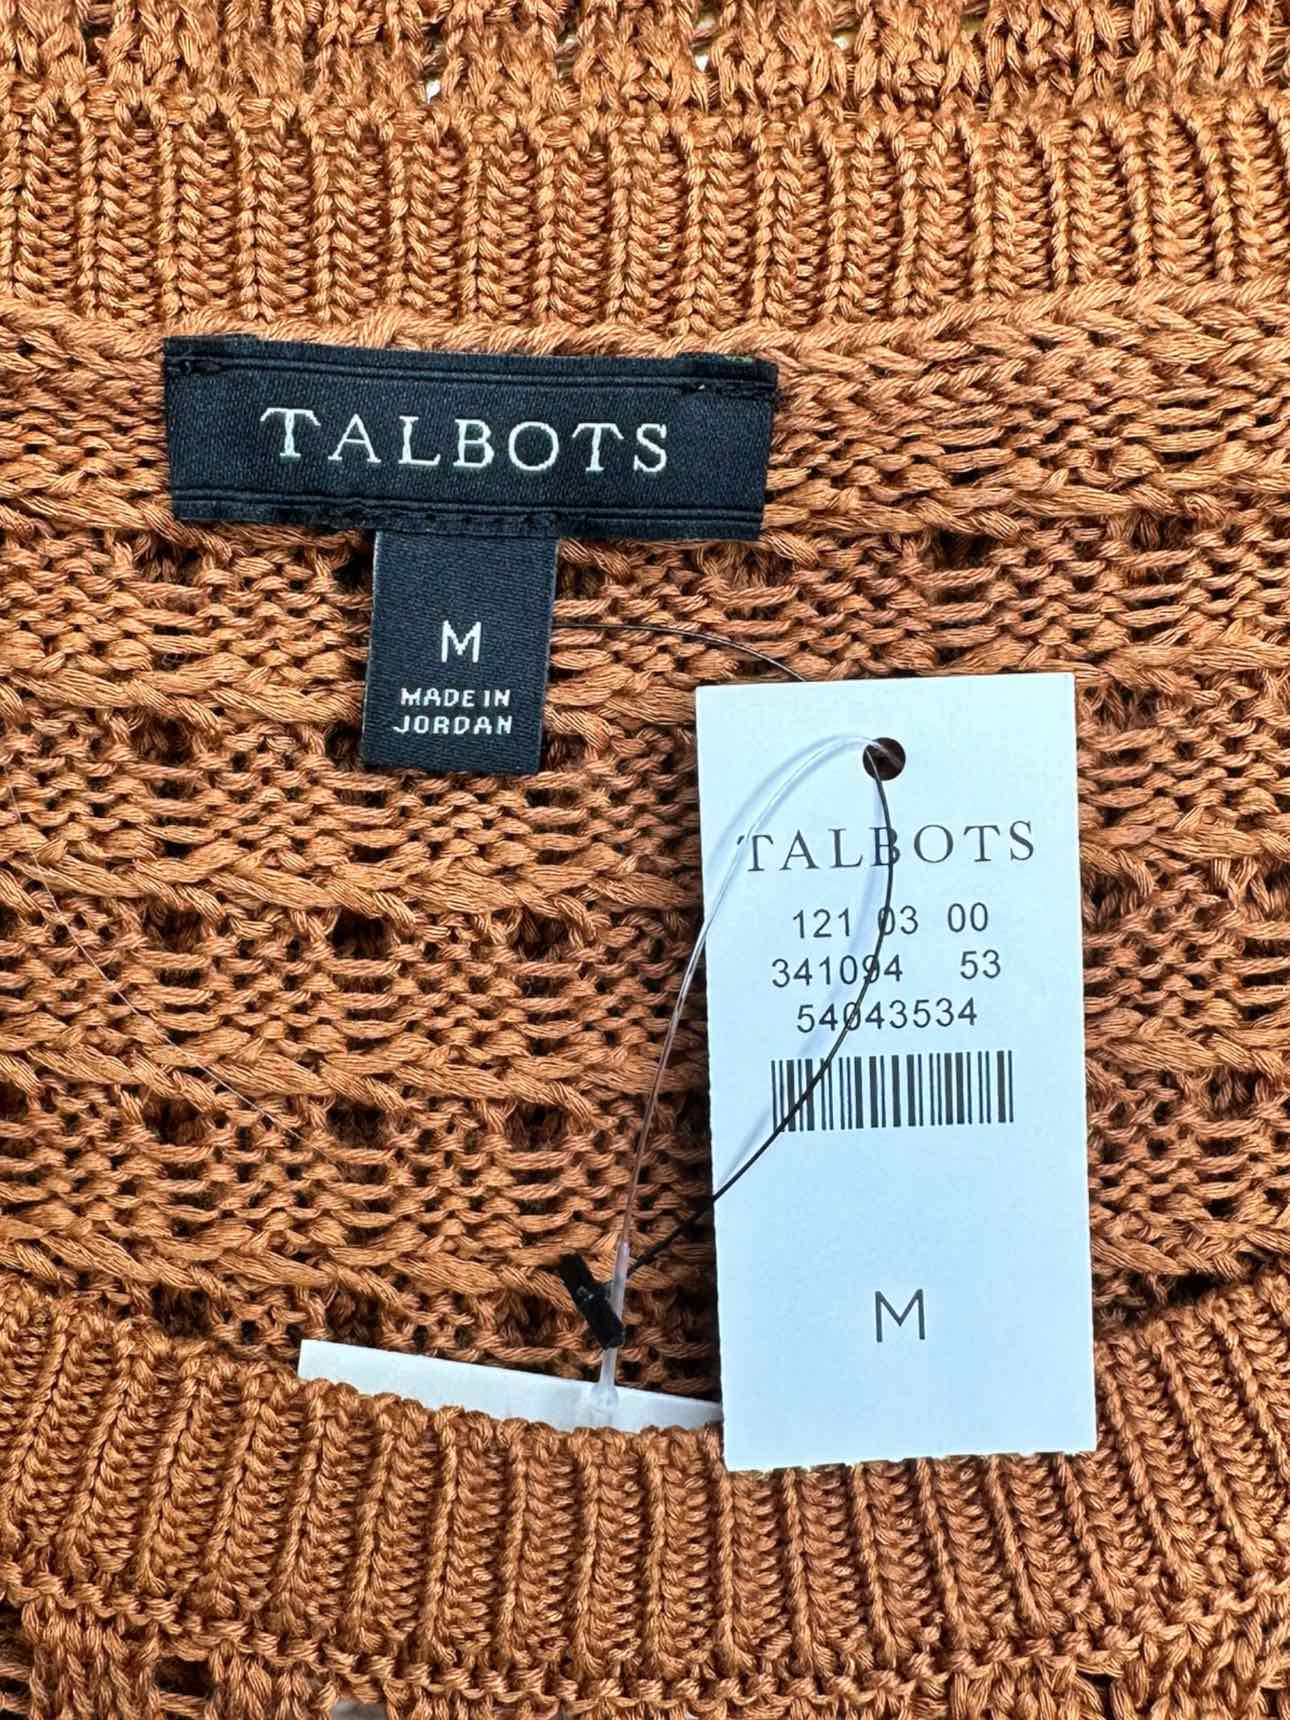 TALBOTS
M
MADE IN
JORDAN
TALBOTS
121 03 00
341094 53
54043534
M